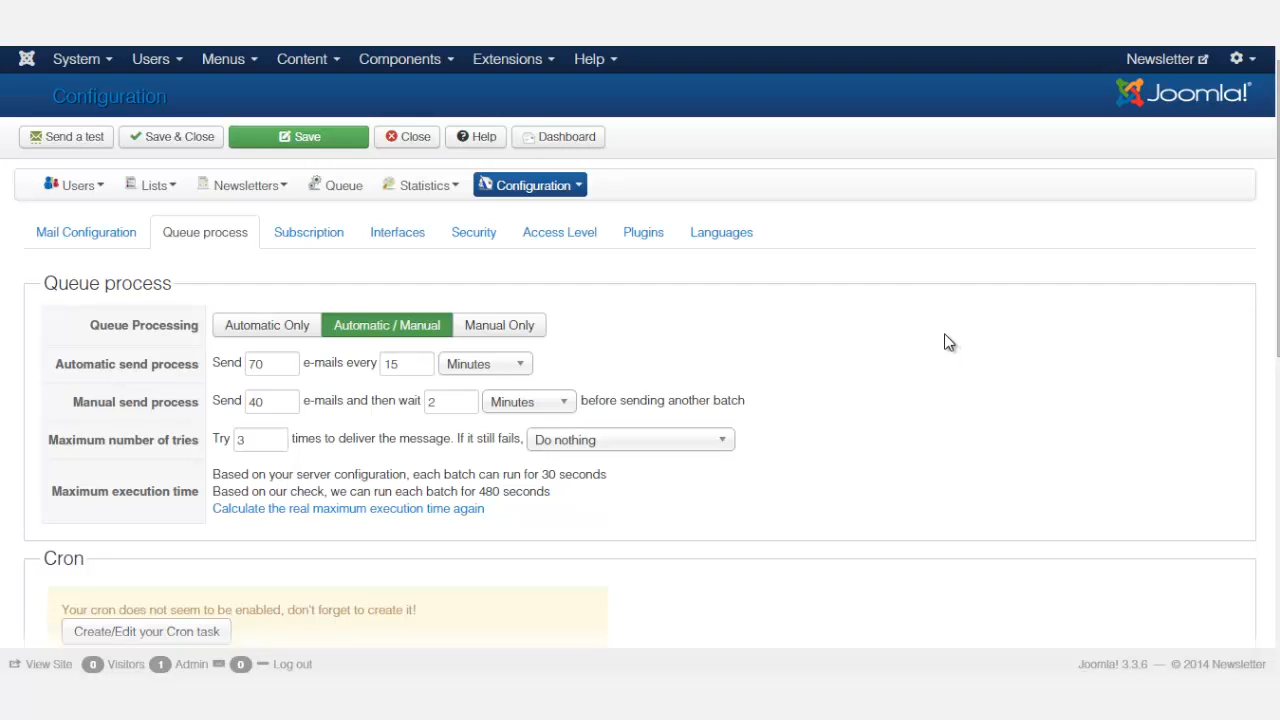 System Users Menus Content Components Extensions Help Newsletter
Configuration Joomla!®
Send a test Save & Close Save Close Help Dashboard
Users Lists Newsletters Queue Statistics Configuration
Mail Configuration Queue process Subscription Interfaces Security Access Level Plugins Languages
Queue process
Queue Processing Automatic Only Automatic / Manual Manual Only
Automatic send process Send 70 e-mails every 15 Minutes
Manual send process Send 40 e-mails and then wait 2 Minutes before sending another batch
Maximum number of tries Try 3 times to deliver the message. If it still fails, Do nothing
Based on your server configuration, each batch can run for 30 seconds
Maximum execution time Based on our check, we can run each batch for 480 seconds
Calculate the real maximum execution time again
Cron
Your cron does not seem to be enabled, don't forget to create it!
Create/Edit your Cron task
View Site 0 Visitors 1 Admin 0 Log out Joomla! 3.3.6 — © 2014 Newsletter